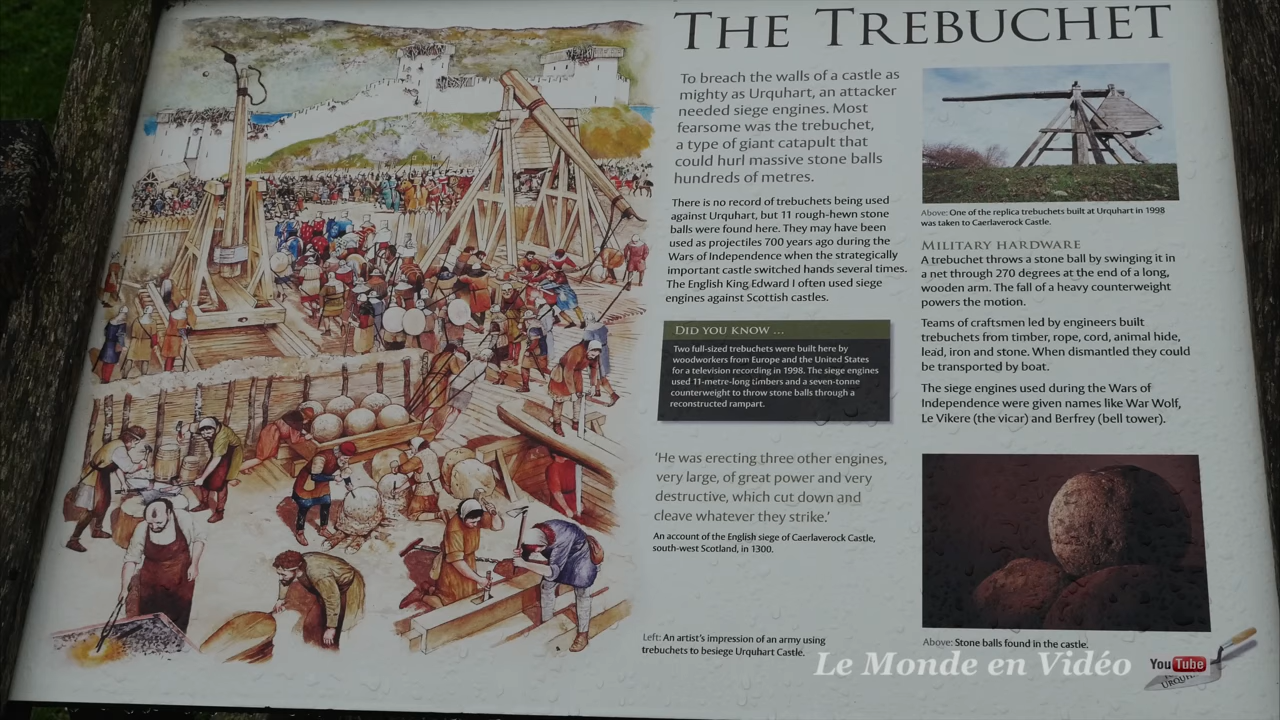 THE TREBUCHET
To breach the walls of a castle as
mighty as Urquhart, an attacker
needed siege engines. Most
fearsome was the trebuchet,
a type of giant catapult that
could hurl massive stone balls
hundreds of metres.
There is no record of trebuchets being used
against Urquhart, but 11 rough-hewn stone
balls were found here. They may have been
used as projectiles 700 years ago during the
Wars of Independence when the strategically
important castle switched hands several times.
The English King Edward I often used siege
engines against Scottish castles.
DID YOU KNOW ...
Two full-sized trebuchets were built here by
woodworkers from Europe and the United States
for a television recording in 1998. The siege engines
used 11-metre-long timbers and a seven-tonne
counterweight to throw stone balls through a
reconstructed rampart.
'He was erecting three other engines,
very large, of great power and very
destructive, which cut down and
cleave whatever they strike.'
An account of the English siege of Caerlaverock Castle,
south-west Scotland, in 1300.
Left: An artist's impression of an army using
trebuchets to besiege Urquhart Castle.
Above: One of the replica trebuchets built at Urquhart in 1998
was taken to Caerlaverock Castle.
MILITARY HARDWARE
A trebuchet throws a stone ball by swinging it in
a net through 270 degrees at the end of a long,
wooden arm. The fall of a heavy counterweight
powers the motion.
Teams of craftsmen led by engineers built
trebuchets from timber, rope, cord, animal hide,
lead, iron and stone. When dismantled they could
be transported by boat.
The siege engines used during the Wars of
Independence were given names like War Wolf,
Le Vikere (the vicar) and Berfrey (bell tower).
Above: Stone balls found in the castle.
Le Monde en Vidéo
YouTube